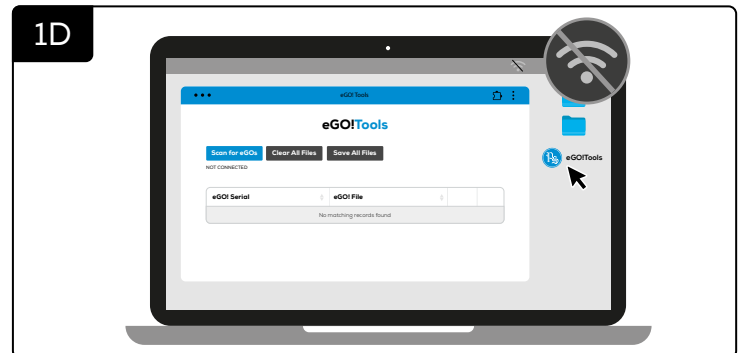 1D
eGO! Tools
eGO!Tools
Scan for eGOs Clear All Files Save All Files
NOT CONNECTED
eGO!Tools
eGO! Serial eGO! File
No matching records found